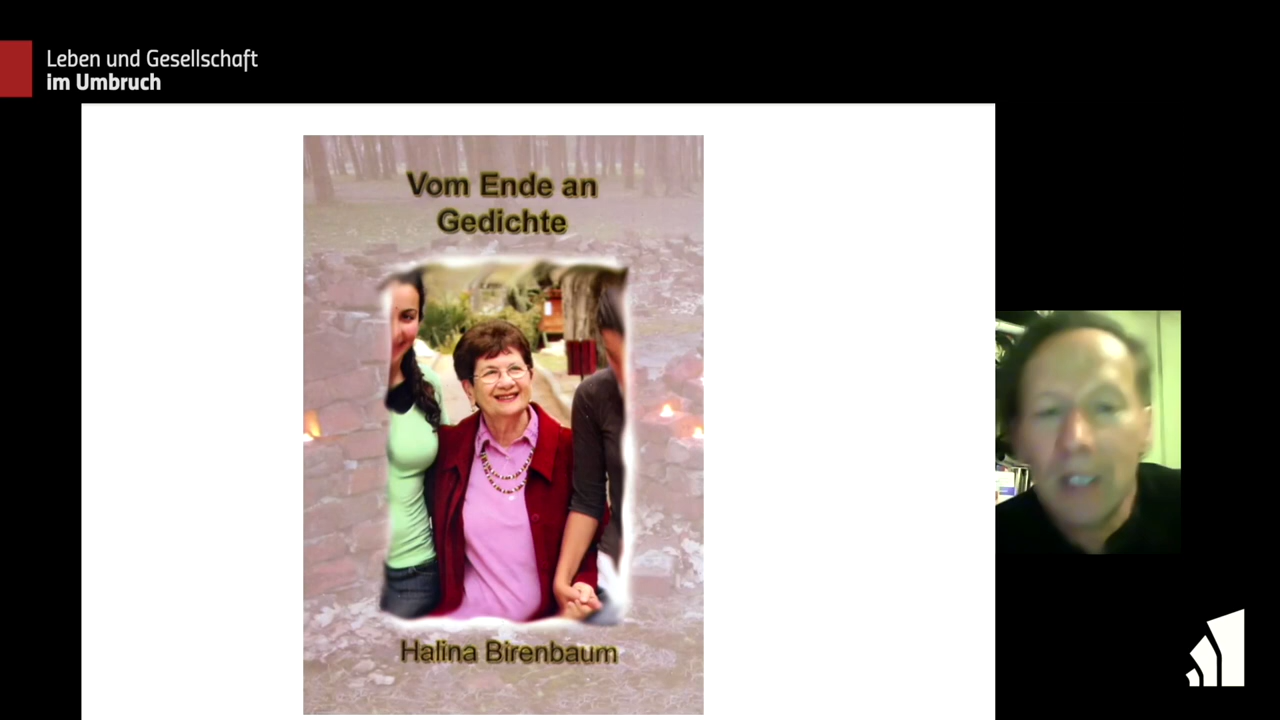 Leben und Gesellschaft
im Umbruch
Vom Ende an
Gedichte
Halina Birenbaum